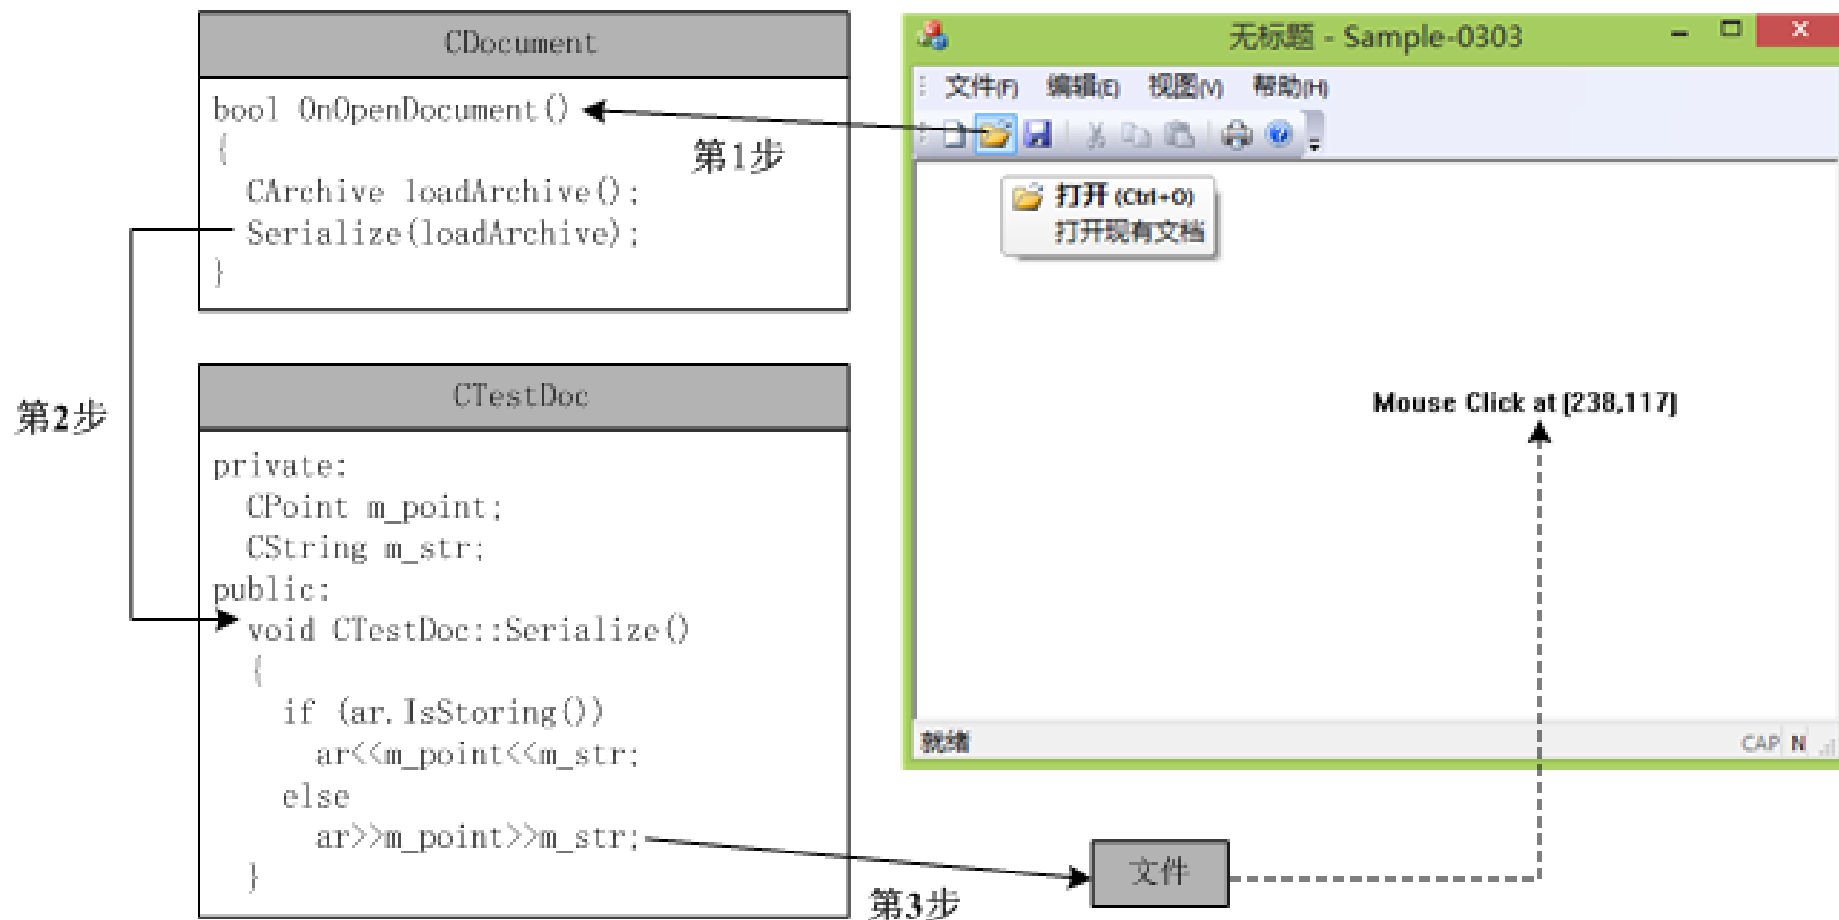 CDocument
bool OnOpenDocument()
{
CArchive loadArchive();
Serialize(loadArchive);
}
第1步
第2步
CTestDoc
private:
CPoint m_point;
CString m_str;
public:
void CTestDoc::Serialize()
{
if (ar.IsStoring())
ar<<m_point<<m_str;
else
ar>>m_point>>m_str;
}
第3步
文件
无标题 - Sample-0303
文件(F) 编辑(E) 视图(V) 帮助(H)
打开 (Ctrl+O)
打开现有文档
Mouse Click at [238,117]
就绪
CAP N